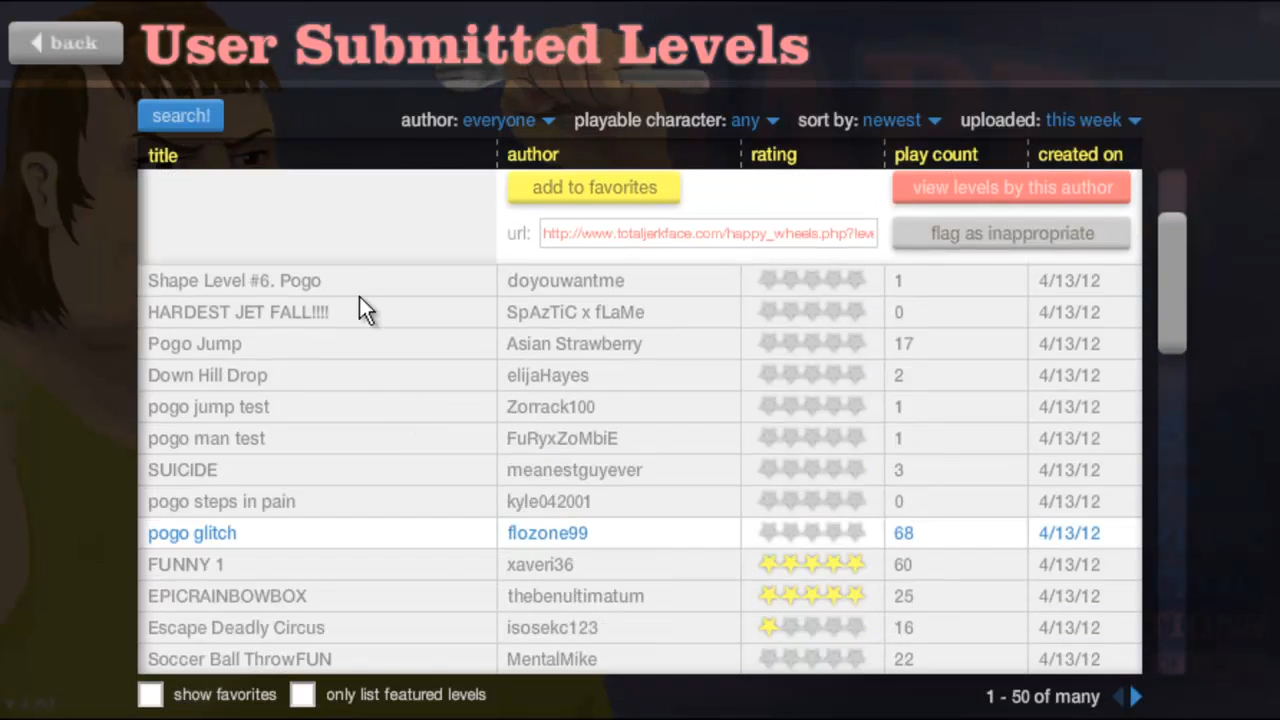 back
User Submitted Levels
search!
author: everyone playable character: any sort by: newest uploaded: this week
title author rating play count created on
add to favorites view levels by this author
url: http://www.totaljerkface.com/happy_wheels.php?lev flag as inappropriate
Shape Level #6. Pogo doyouwantme 1 4/13/12
HARDEST JET FALL!!!! SpAzTiC x fLaMe 0 4/13/12
Pogo Jump Asian Strawberry 17 4/13/12
Down Hill Drop elijaHayes 2 4/13/12
pogo jump test Zorrack100 1 4/13/12
pogo man test FuRyxZoMbiE 1 4/13/12
SUICIDE meanestguyever 3 4/13/12
pogo steps in pain kyle042001 0 4/13/12
pogo glitch flozone99 68 4/13/12
FUNNY 1 xaveri36 60 4/13/12
EPICRAINBOWBOX thebenultimatum 25 4/13/12
Escape Deadly Circus isosekc123 16 4/13/12
Soccer Ball ThrowFUN MentalMike 22 4/13/12
show favorites only list featured levels 1 - 50 of many